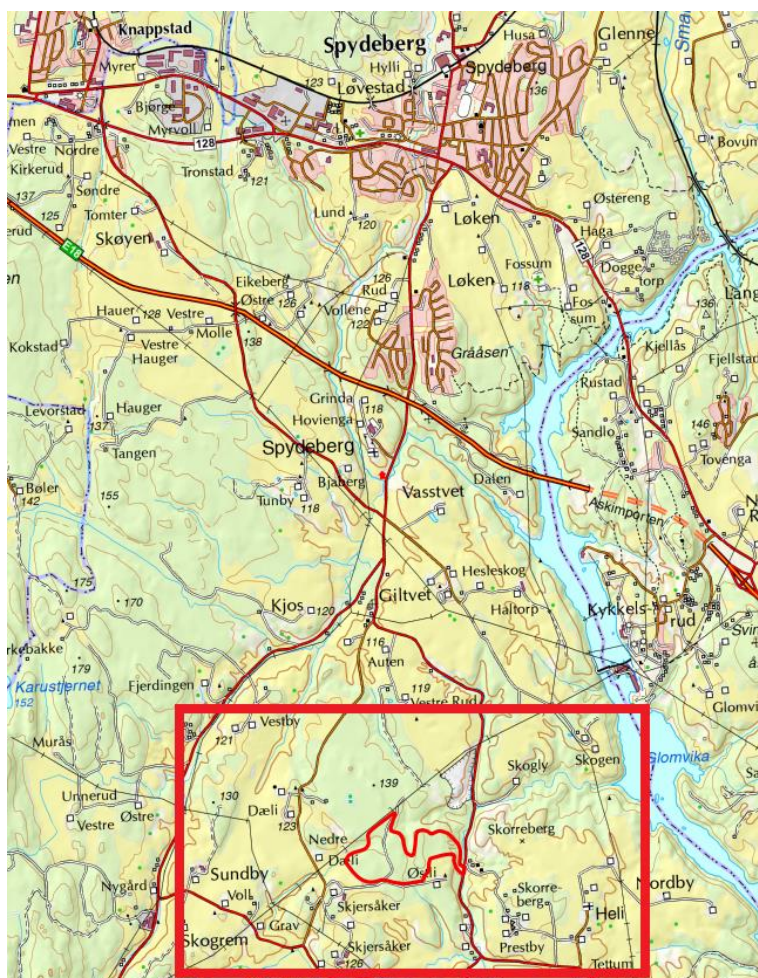 Knappstad
Spydeberg
Husa
Glenne
Myrer
123
Hylli
Spydeberg
Løvestad
136
Bjørge
Myrvoll
128
Vestre
Nordre
Kirkerud
Tronstad
121
Bovum
137
Søndre
Lund
120
Løken
Østereng
125
Tomter
Haga
128
E18
Skøyen
Dogge
torp
Fossum
118
Eikeberg
Østre
126
126
Rud
Løken
Fos-
sum
Hauer
128
Vestre
Vollene
122
136
Molle
138
Kjellås
Kokstad
Vestre
Hauger
Grååsen
Fjellstad
Rustad
Levorstad
Hauger
Grinda
118
Sandlo
146
137
Hovienga
Tangen
Spydeberg
Tovenga
Bøler
142
Bjaberg
Dalen
155
Tunby
118
Vasstvet
Askimporten
175
170
Hesleskog
Kjos
120
Giltvet
Haltorp
Kykkels-
rud
116
Auten
179
Karustjernet
152
Fjerdingen
119
Vestre Rud
Murås
121
Vestby
Skogen
Glomvika
Unnerud
130
139
Skogly
Vestre
Østre
Dæli
123
Nedre
Dæli
Skorreberg
Sundby
Østli
Nordby
Nygård
Voll
Skjersåker
Skorre-
berg
Heli
Skogrem
Grav
Skjersåker
126
Prestby
Tettum